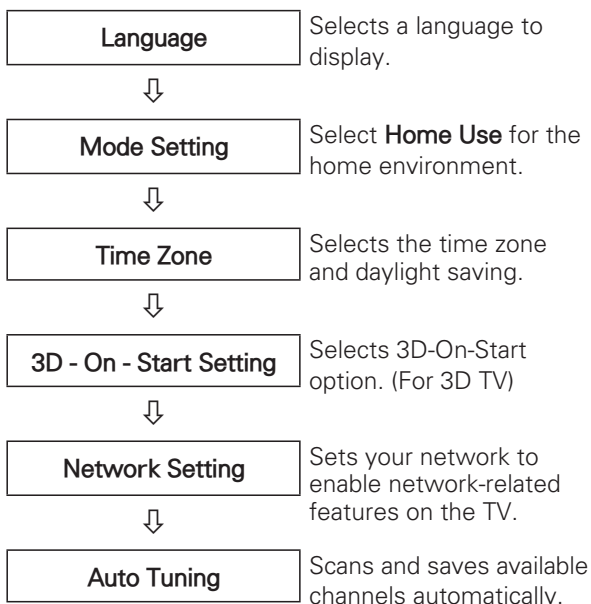 Language
Selects a language to
display.
⇩
Mode Setting
Select Home Use for the
home environment.
⇩
Time Zone
Selects the time zone
and daylight saving.
⇩
3D - On - Start Setting
Selects 3D-On-Start
option. (For 3D TV)
⇩
Network Setting
Sets your network to
enable network-related
features on the TV.
⇩
Auto Tuning
Scans and saves available
channels automatically.